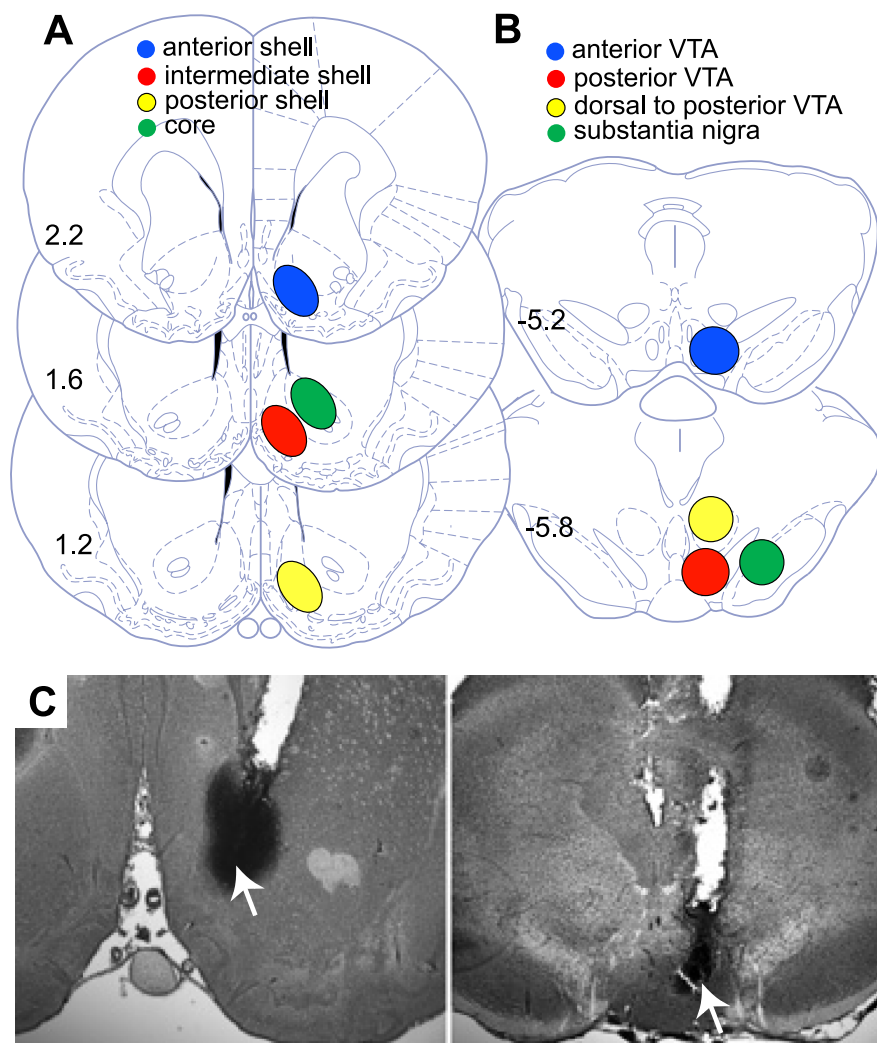 A
anterior shell
intermediate shell
posterior shell
core
2.2
1.6
1.2
B
anterior VTA
posterior VTA
dorsal to posterior VTA
substantia nigra
-5.2
-5.8
C